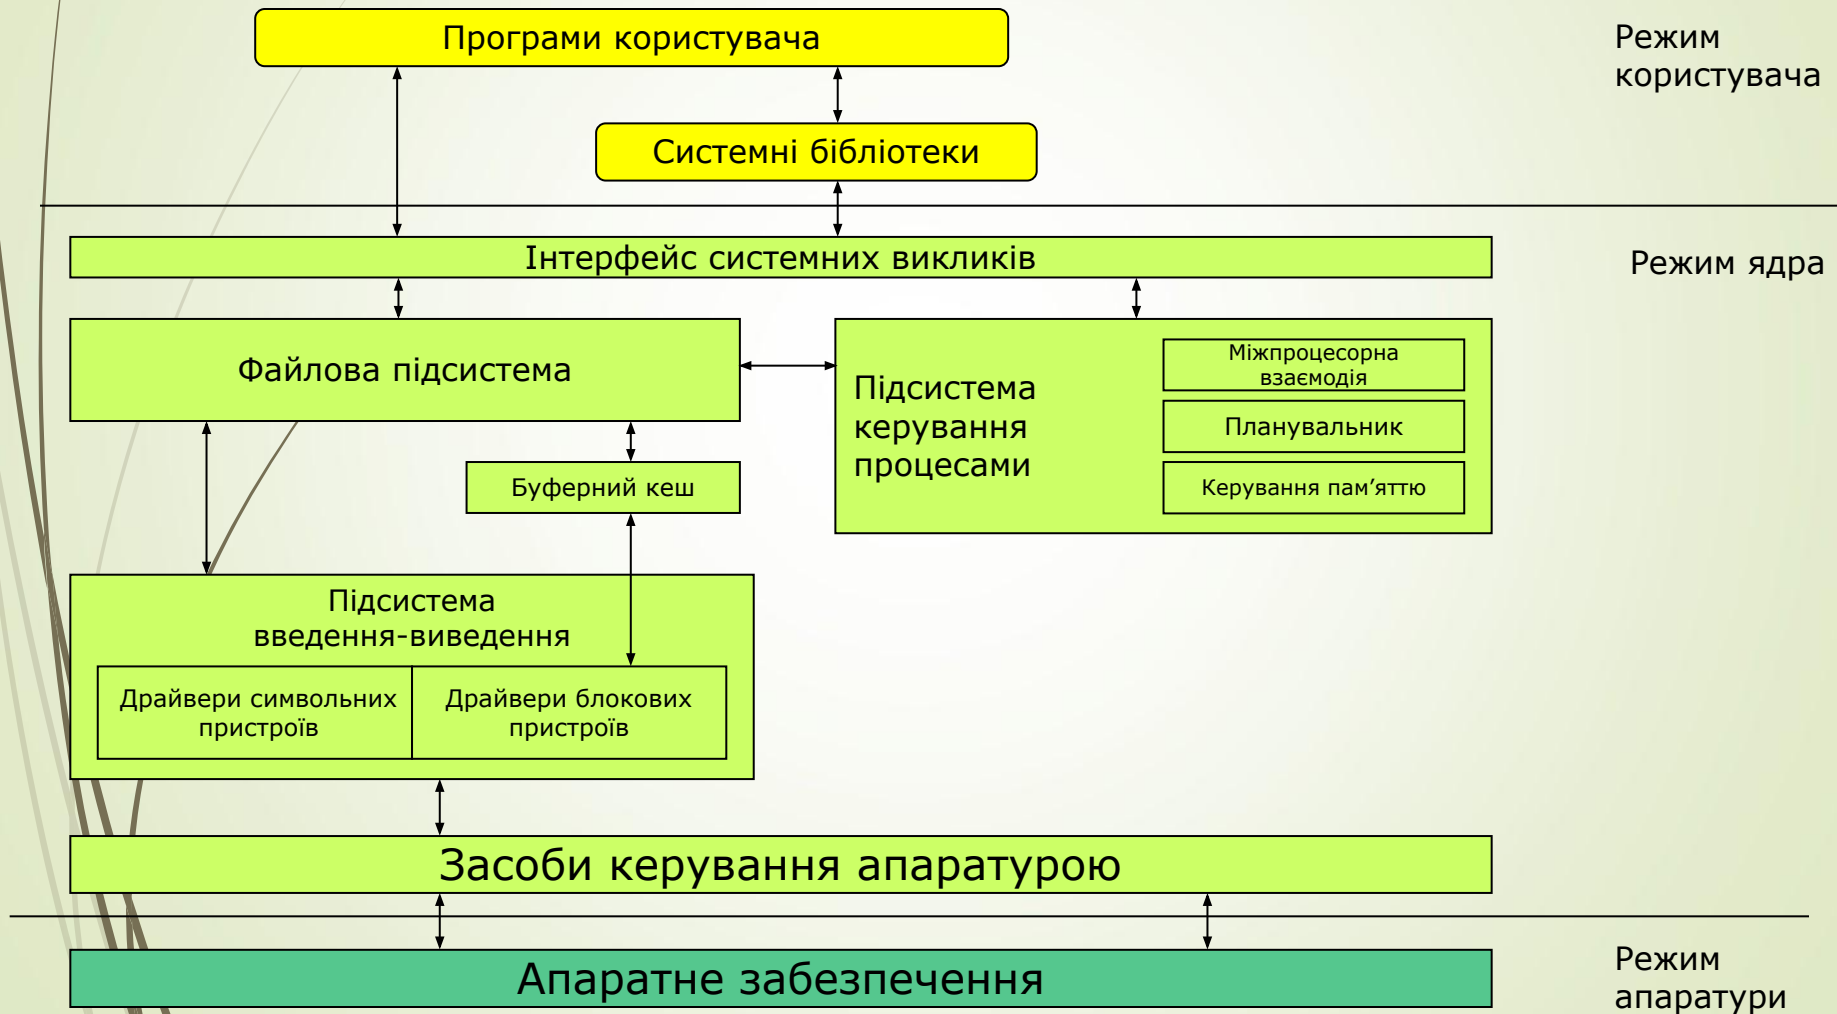 Програми користувача
Режим
користувача
Системні бібліотеки
Інтерфейс системних викликів
Режим ядра
Файлова підсистема
Підсистема
керування
процесами
Міжпроцесорна
взаємодія
Планувальник
Керування пам’яттю
Буферний кеш
Підсистема
введення-виведення
Драйвери символьних
пристроїв
Драйвери блокових
пристроїв
Засоби керування апаратурою
Апаратне забезпечення
Режим
апаратури